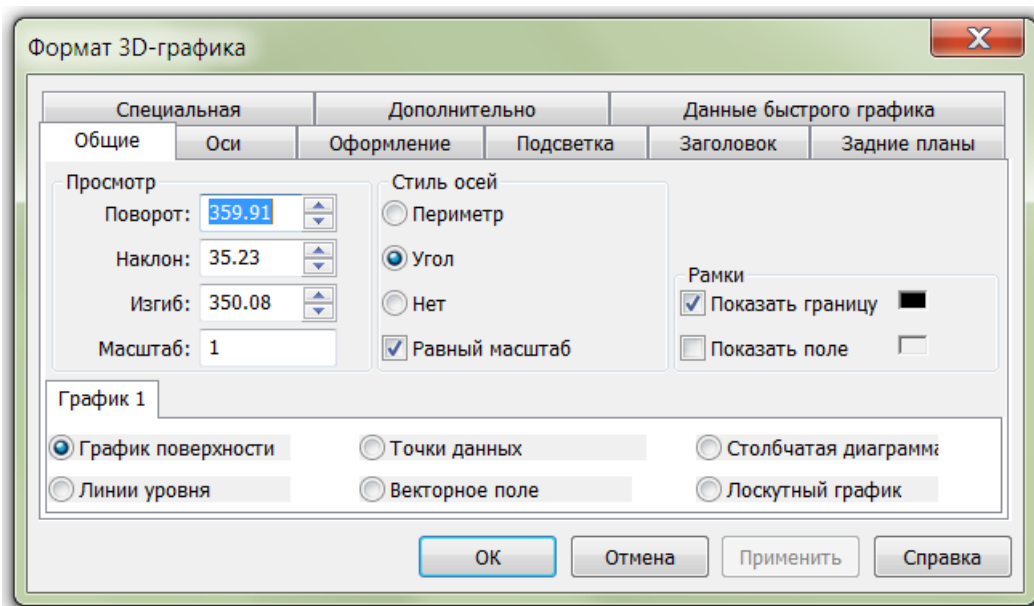 Формат 3D-графика
Специальная Дополнительно Данные быстрого графика
Общие Оси Оформление Подсветка Заголовок Задние планы
Просмотр Стиль осей
Поворот: 359.91 Периметр
Наклон: 35.23 Угол
Рамки
Изгиб: 350.08 Нет Показать границу
Масштаб: 1 Равный масштаб Показать поле
График 1
График поверхности Точки данных Столбчатая диаграмма
Линии уровня Векторное поле Лоскутный график
ОК Отмена Применить Справка